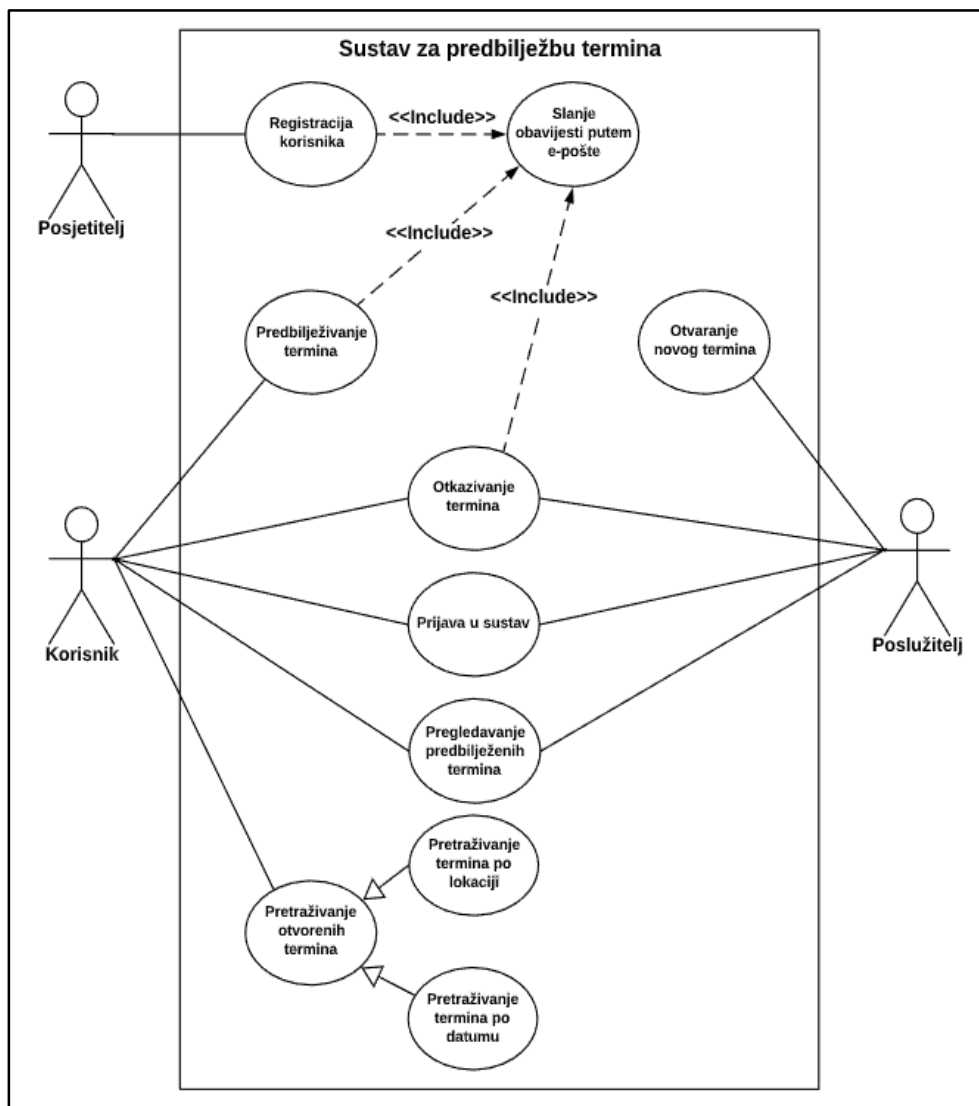 Sustav za predbilježbu termina
Registracija
korisnika
<<Include>>
Slanje
obavijesti putem
e-pošte
Posjetitelj
<<Include>>
<<Include>>
Predbilježivanje
termina
Otvaranje
novog termina
Otkazivanje
termina
Korisnik
Prijava u sustav
Poslužitelj
Pregledavanje
predbilježenih
termina
Pretraživanje
termina po
lokaciji
Pretraživanje
otvorenih
termina
Pretraživanje
termina po
datumu